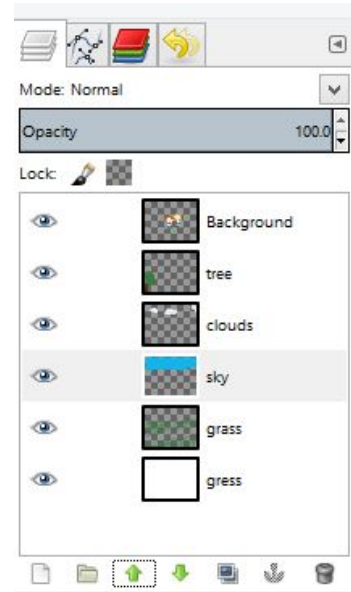 Mode: Normal
Opacity 100.0
Lock:
Background
tree
clouds
sky
grass
gress